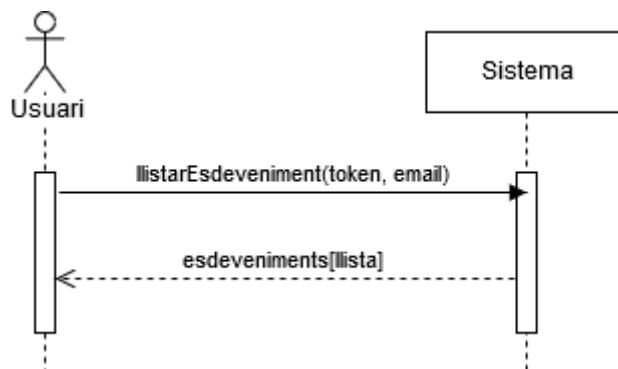 Usuari
Sistema
llistarEsdeveniment(token, email)
esdeveniments[llista]